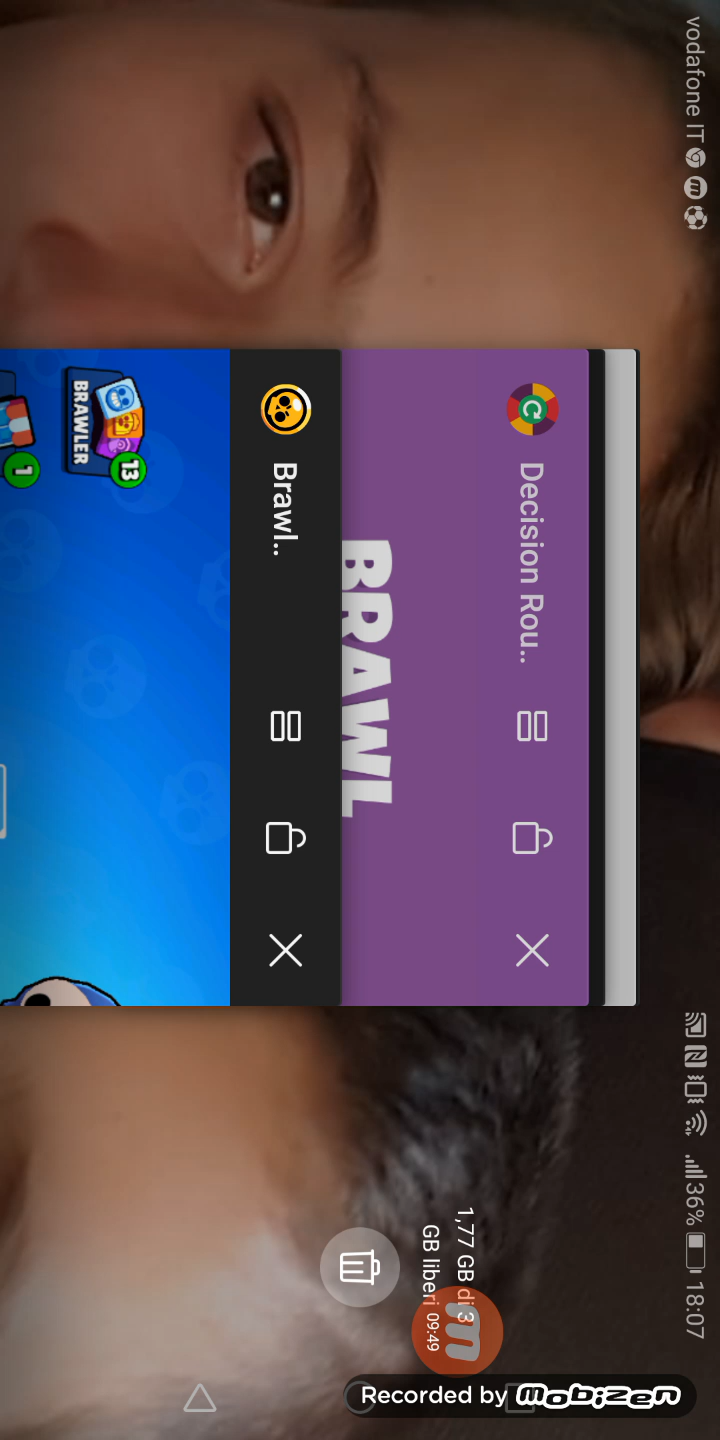 vodafone IT
36% 18:07
Decision Rou..
BRAWL
Brawl..
BRAWLER
13
1
1,77 GB di 3
GB liberi
09:49
Recorded by mobizen